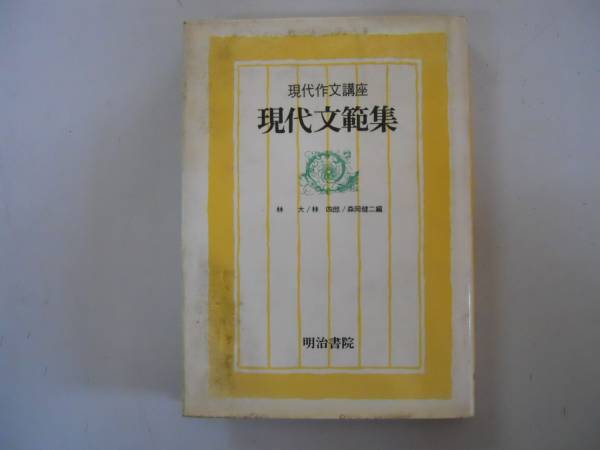 現代作文講座
現代文範集
林 大/林 四郎/森岡健二編
明治書院